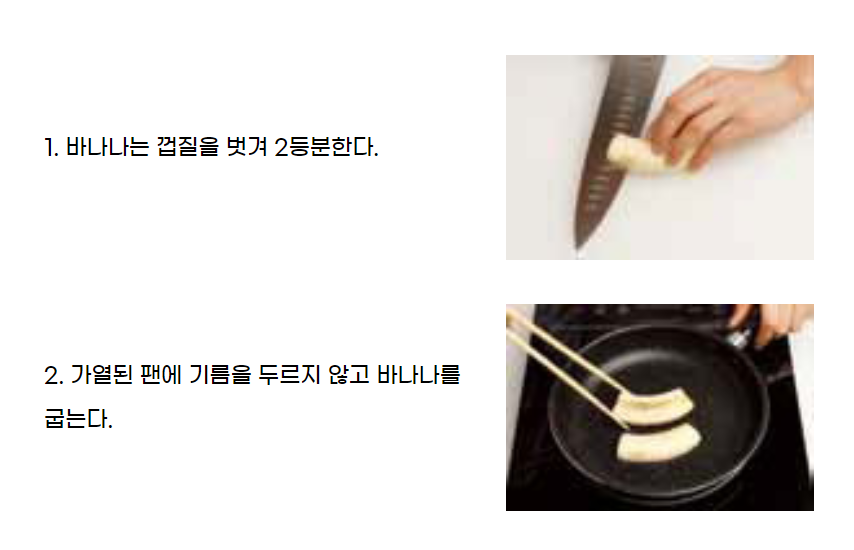 1. 바나나는 껍질을 벗겨 2등분한다.
2. 가열된 팬에 기름을 두르지 않고 바나나를
굽는다.